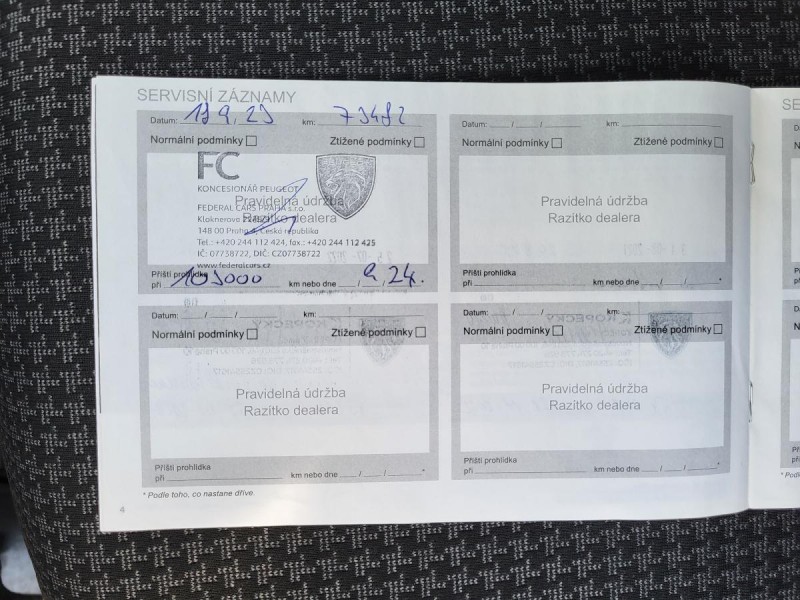 SERVISNÍ ZÁZNAMY
Datum: 19 9, 23 km: 73482
Normální podmínky Ztížené podmínky
FC
KONCESIONÁŘ PEUGEOT
Pravidelná údržba
FEDERAL CARS PRAHA s.r.o.
Razítko dealera
Kloknerova
148 00 Praha 4, Česká republika
Tel.: +420 244 112 424, fax.: +420 244 112 425
IČ: 07738722, DIČ: CZ07738722
www.federalcars.cz
Příští prohlídka
při 103000 km nebo dne / 9, 24.
Datum: / / km:
Normální podmínky Ztížené podmínky
Pravidelná údržba
Razítko dealera
Příští prohlídka
při km nebo dne / / *
Datum: / / km:
Normální podmínky Ztížené podmínky
Pravidelná údržba
Razítko dealera
Příští prohlídka
při km nebo dne / / *
Datum: / / km:
Normální podmínky Ztížené podmínky
Pravidelná údržba
Razítko dealera
Příští prohlídka
při km nebo dne / / *
* Podle toho, co nastane dříve.
4